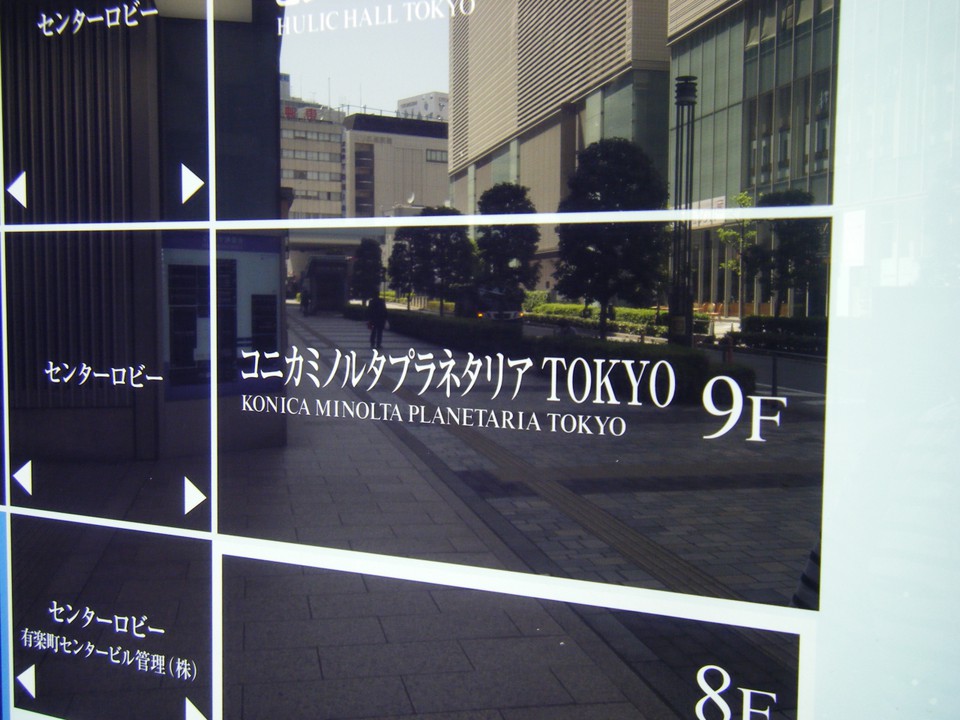 センターロビー
HULIC HALL TOKYO
センターロビー
コニカミノルタプラネタリア TOKYO
KONICA MINOLTA PLANETARIA TOKYO
9F
センターロビー
有楽町センタービル管理(株)
8F